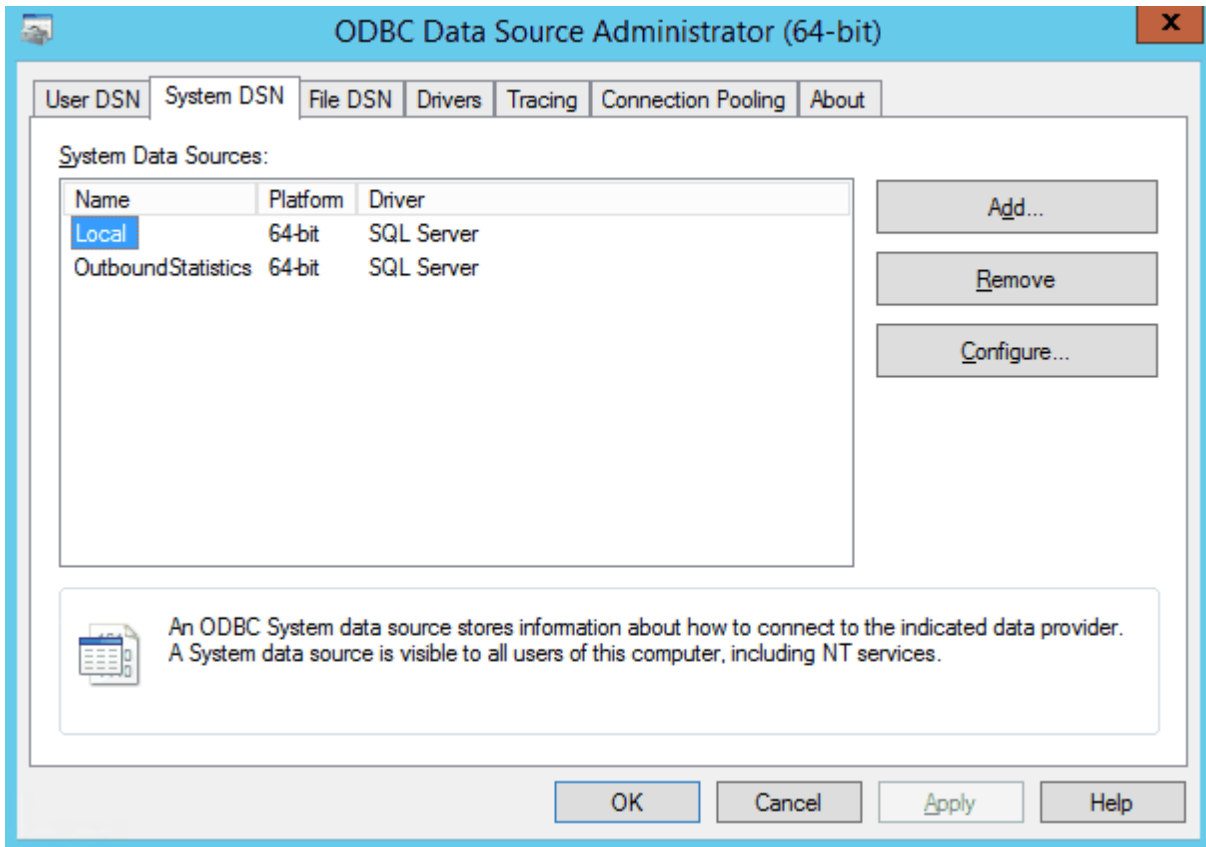 ODBC Data Source Administrator (64-bit)
x
User DSN System DSN File DSN Drivers Tracing Connection Pooling About
System Data Sources:
Name Platform Driver
Local 64-bit SQL Server
OutboundStatistics 64-bit SQL Server
Add...
Remove
Configure...
An ODBC System data source stores information about how to connect to the indicated data provider.
A System data source is visible to all users of this computer, including NT services.
OK Cancel Apply Help